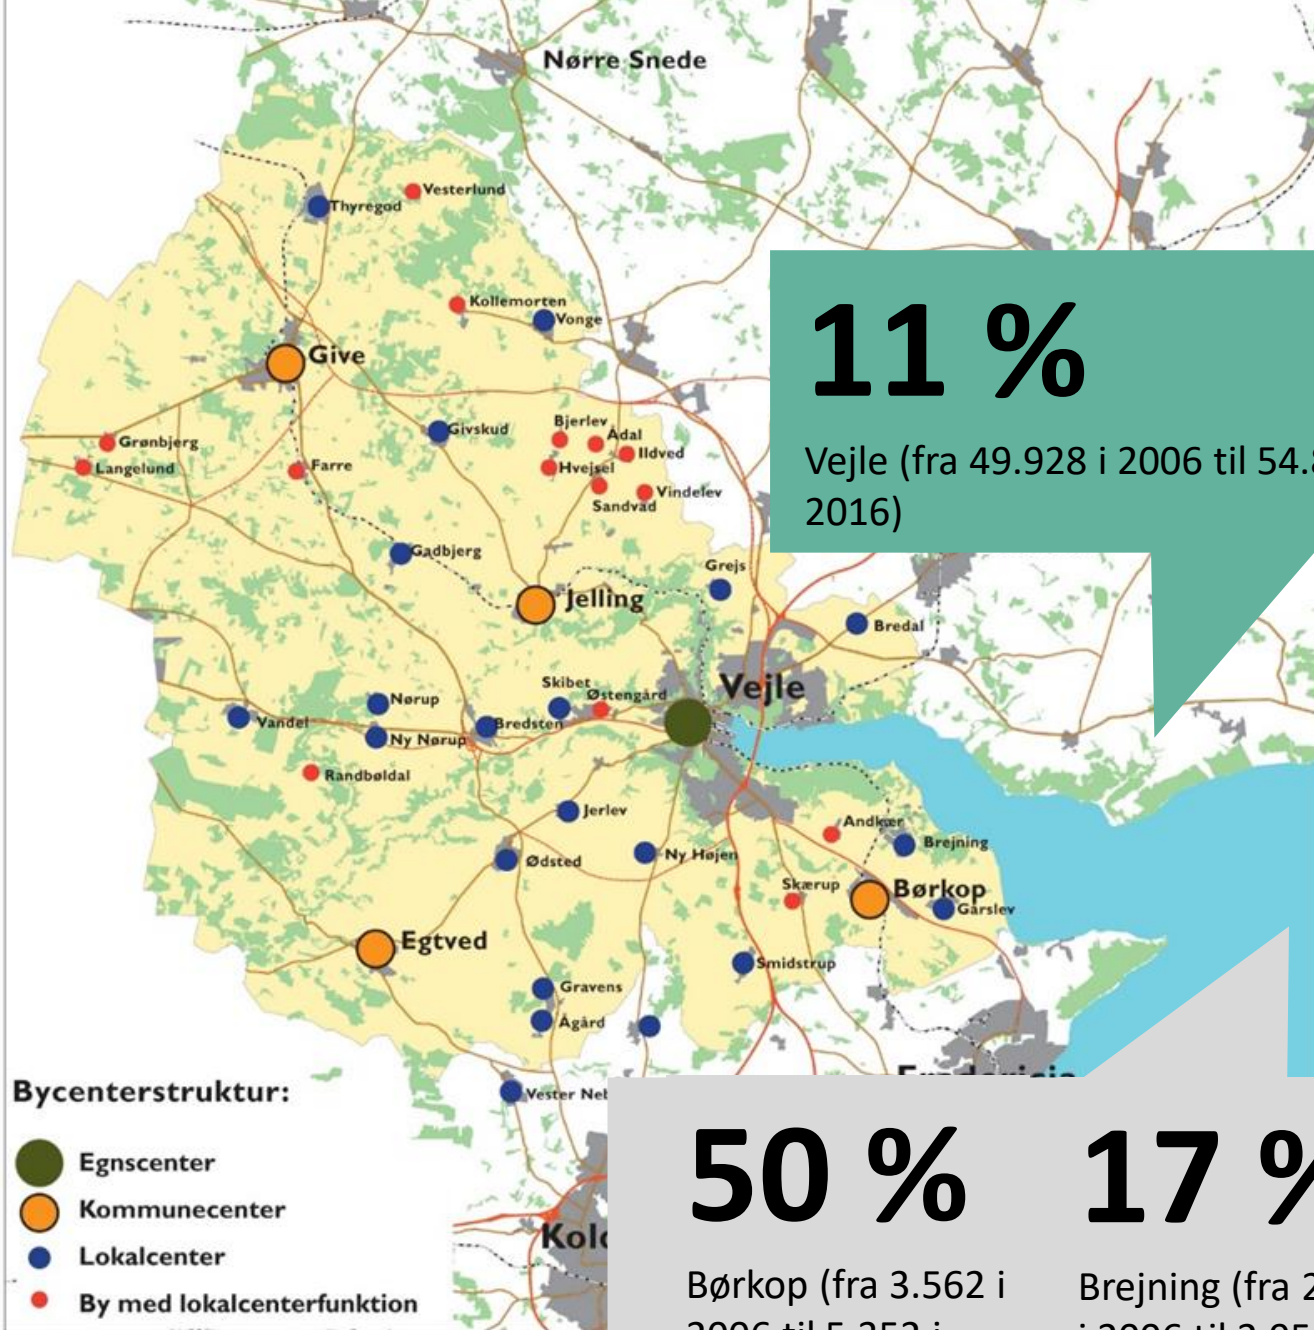 Nørre Snede
Vesterlund
Thyregod
Kollemorten
Vonge
11 %
Vejle (fra 49.928 i 2006 til
2016)
Give
Givskud
Bjerlev
Ådal
Ildved
Hvejsel
Sandvad
Vindelev
Grønbjerg
Langelund
Farre
Gadbjerg
Grejs
Jelling
Bredal
Vejle
Skibet
Østengård
Nørup
Vandel
Bredsten
Ny Nørup
Randbøldal
Jerlev
Andkær
Brejning
Ødsted
Ny Højen
Skærup
Børkop
Gårslev
Egtved
Smidstrup
Gravens
Ågård
Vester
Bycenterstruktur:
Egnscenter
Kommunecenter
Lokalcenter
By med lokalcenterfunktion
50 %
17 %
Børkop (fra 3.562 i
Brejning (fra